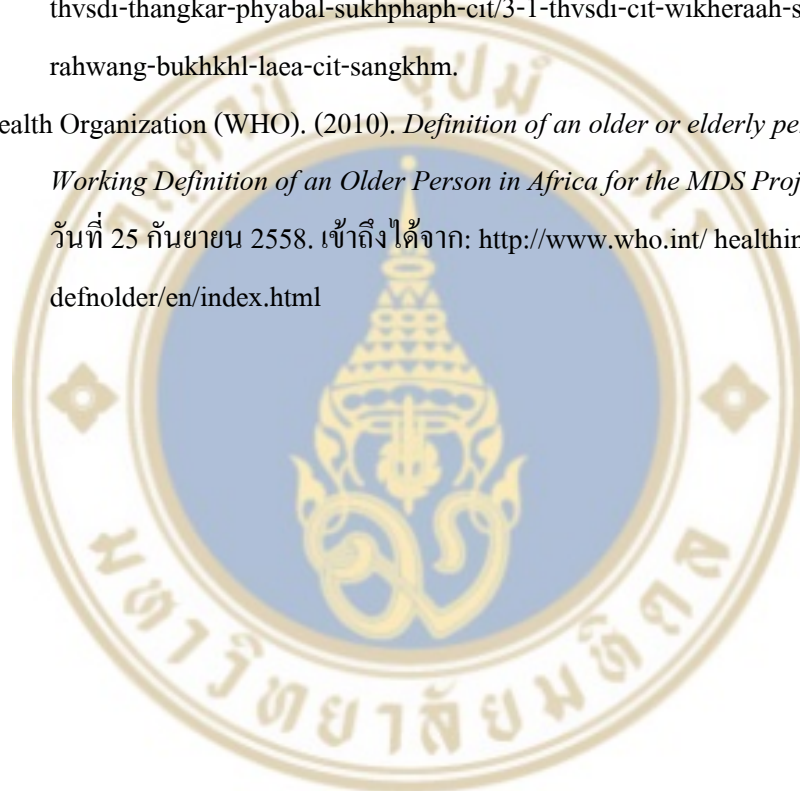 thvsdi-thangkar-phyabal-sukhphaph-cit/3-1-thvsdi-cit-wikheraah-s
rahwang-bukhkhl-laea-cit-sangkhm.
ealth Organization (WHO). (2010). Definition of an older or elderly pe
Working Definition of an Older Person in Africa for the MDS Proj
วันที่ 25 กันยายน 2558. เข้าถึงได้จาก: http://www.who.int/ healthin
defnolder/en/index.html
มหาวิทยาลัยมหิดล